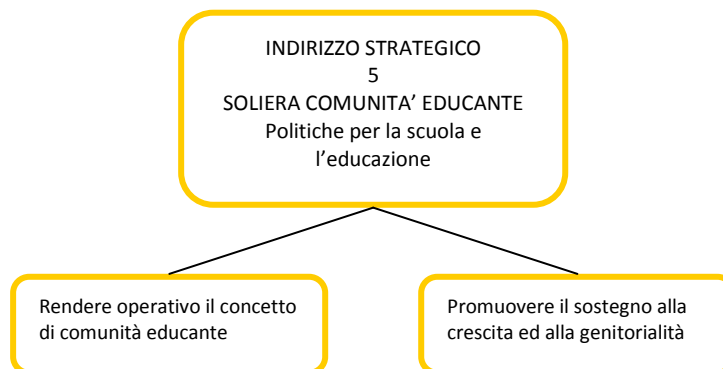 INDIRIZZO STRATEGICO
5
SOLIERA COMUNITA’ EDUCANTE
Politiche per la scuola e
l’educazione
Rendere operativo il concetto
di comunità educante
Promuovere il sostegno alla
crescita ed alla genitorialità